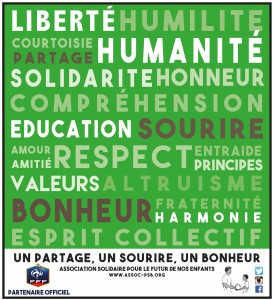 LIBERTÉ HUMILITE
COURTOISIE
PARTAGE HUMANITÉ
SOLIDARITE HONNEUR
COMPRÉHENSION
EDUCATION SOURIRE
AMOUR
AMITIÉ RESPECT ENTRAIDE
PRINCIPES
VALEURS ALTRUISME
BONHEUR FRATERNITÉ
HARMONIE
ESPRIT COLLECTIF
UN PARTAGE, UN SOURIRE, UN BONHEUR
ASSOCIATION SOLIDAIRE POUR LE FUTUR DE NOS ENFANTS
WWW.ASSOC-PSB.ORG
FFF
PARTENAIRE OFFICIEL